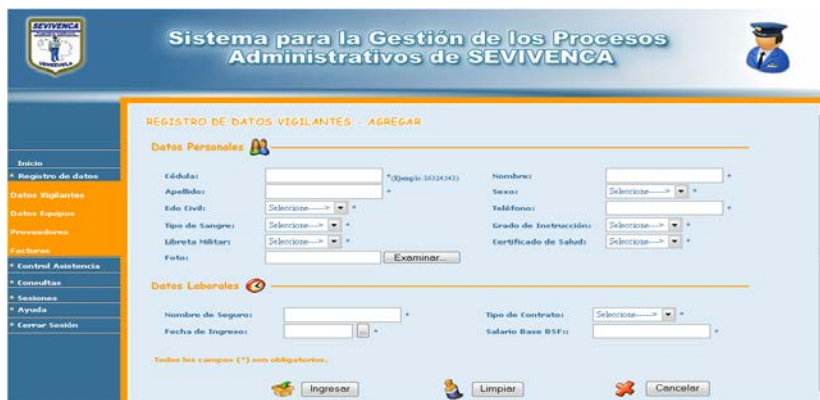 SEVIVENCA
VENEZUELA
Sistema para la Gestión de los Procesos
Administrativos de SEVIVENCA
Inicio
* Registro de datos
Datos Vigilantes
Datos Equipos
Proveedores
Facturas
* Control Asistencia
* Consultas
* Sesiones
* Ayuda
* Cerrar Sesión
REGISTRO DE DATOS VIGILANTES - AGREGAR
Datos Personales
Cédula: *(Ejemplo:16324343) Nombre: *
Apellido: * Sexo: Seleccione-----> *
Edo Civil: Seleccione-----> * Teléfono: *
Tipo de Sangre: Seleccione---> * Grado de Instrucción: Seleccione---> *
Libreta Militar: Seleccione---> * Certificado de Salud: Seleccione---> *
Foto: Examinar...
Datos Laborales
Nombre de Seguro: * Tipo de Contrato: Seleccione-----> *
Fecha de Ingreso: ... * Salario Base BSF:: *
Todos los campos (*) son obligatorios.
Ingresar Limpiar Cancelar